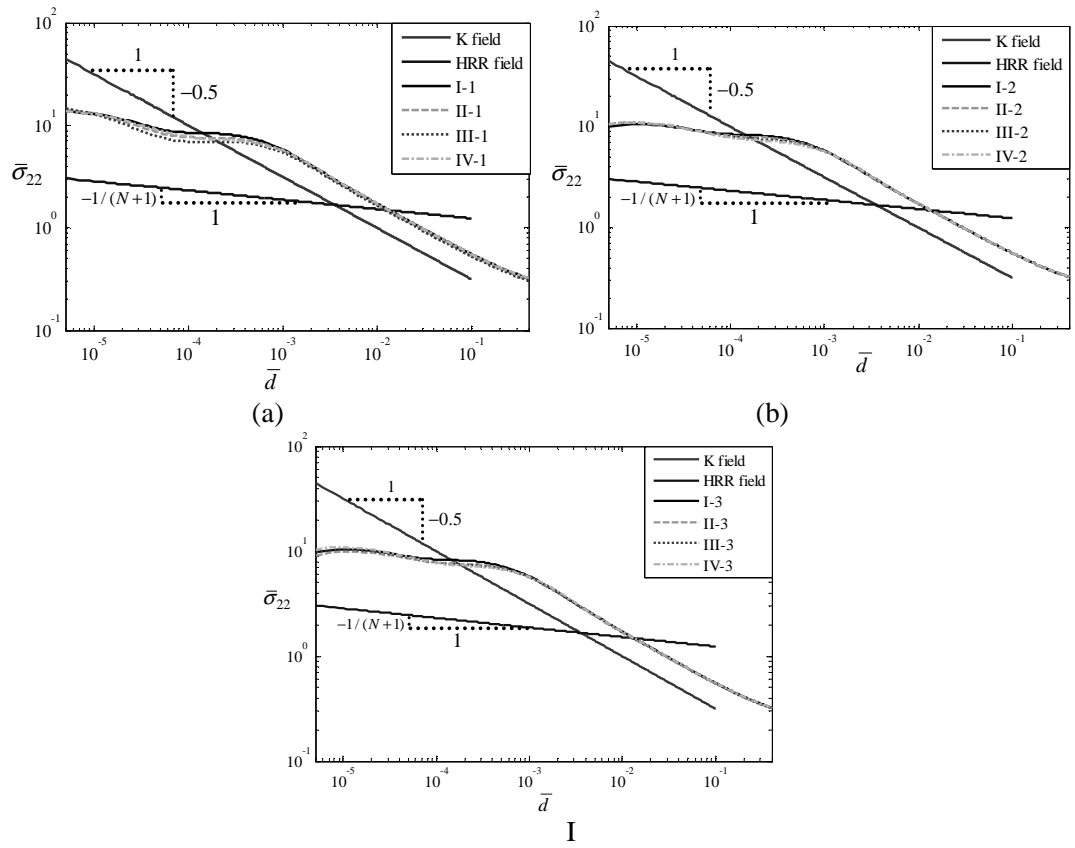 10^2
10^1
10^0
10^-1
σ̄22
1
−0.5
−1/(N+1)
1
K field
HRR field
I-1
II-1
III-1
IV-1
10^-5
10^-4
10^-3
10^-2
10^-1
d̄
(a)
10^2
10^1
10^0
10^-1
σ̄22
1
−0.5
−1/(N+1)
1
K field
HRR field
I-2
II-2
III-2
IV-2
10^-5
10^-4
10^-3
10^-2
10^-1
d̄
(b)
10^2
10^1
10^0
10^-1
σ̄22
1
−0.5
−1/(N+1)
1
K field
HRR field
I-3
II-3
III-3
IV-3
10^-5
10^-4
10^-3
10^-2
10^-1
d̄
I